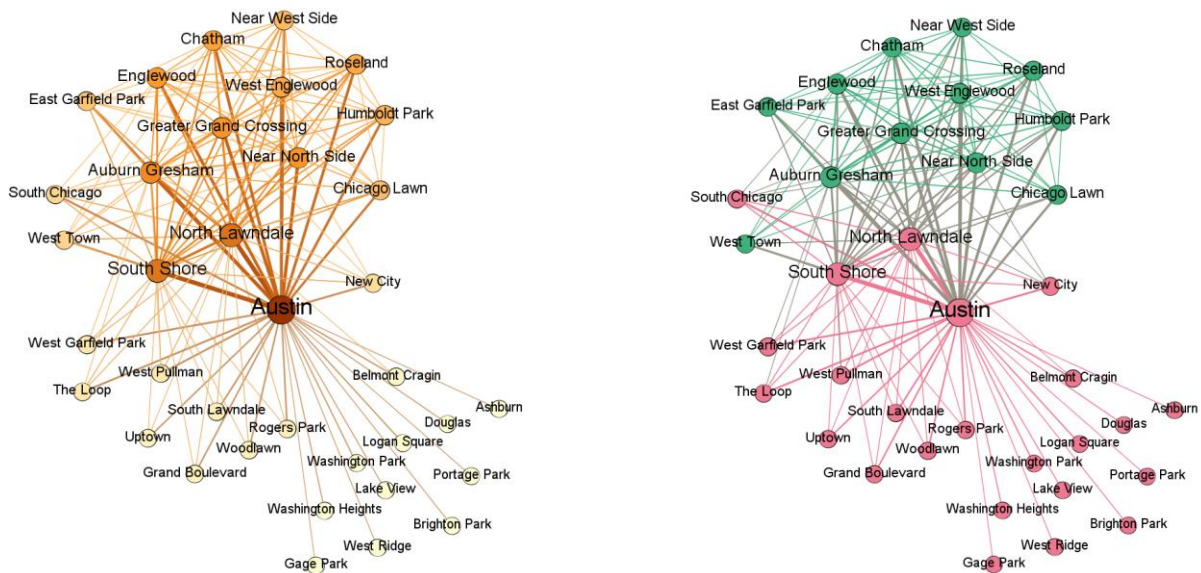 Near West Side
Chatham
Roseland
Englewood
West Englewood
East Garfield Park
Humboldt Park
Greater Grand Crossing
Near North Side
Auburn Gresham
Chicago Lawn
South Chicago
West Town
North Lawndale
South Shore
New City
Austin
West Garfield Park
West Pullman
Belmont Cragin
The Loop
Ashburn
South Lawndale
Douglas
Rogers Park
Uptown
Logan Square
Woodlawn
Washington Park
Grand Boulevard
Portage Park
Lake View
Washington Heights
Brighton Park
West Ridge
Gage Park
Near West Side
Chatham
Roseland
Englewood
West Englewood
East Garfield Park
Humboldt Park
Greater Grand Crossing
Near North Side
Auburn Gresham
Chicago Lawn
South Chicago
West Town
North Lawndale
South Shore
New City
Austin
West Garfield Park
West Pullman
Belmont Cragin
The Loop
Ashburn
South Lawndale
Douglas
Rogers Park
Uptown
Logan Square
Woodlawn
Washington Park
Grand Boulevard
Portage Park
Lake View
Washington Heights
Brighton Park
West Ridge
Gage Park